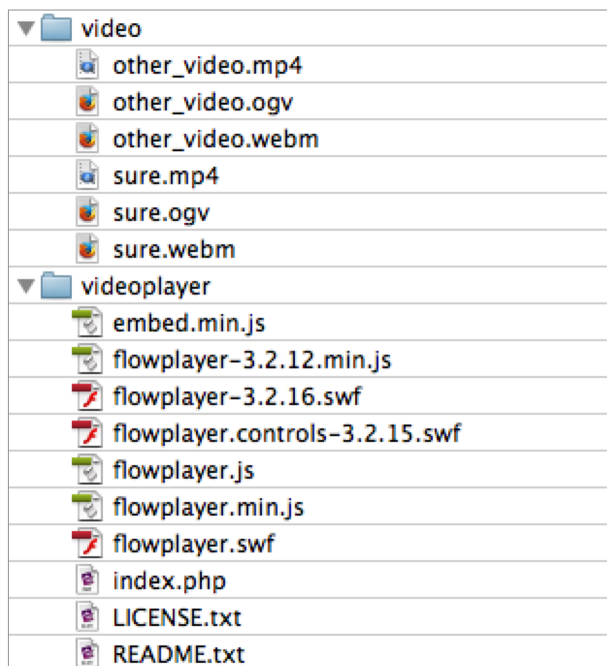 video
other_video.mp4
other_video.ogv
other_video.webm
sure.mp4
sure.ogv
sure.webm
videoplayer
embed.min.js
flowplayer-3.2.12.min.js
flowplayer-3.2.16.swf
flowplayer.controls-3.2.15.swf
flowplayer.js
flowplayer.min.js
flowplayer.swf
index.php
LICENSE.txt
README.txt